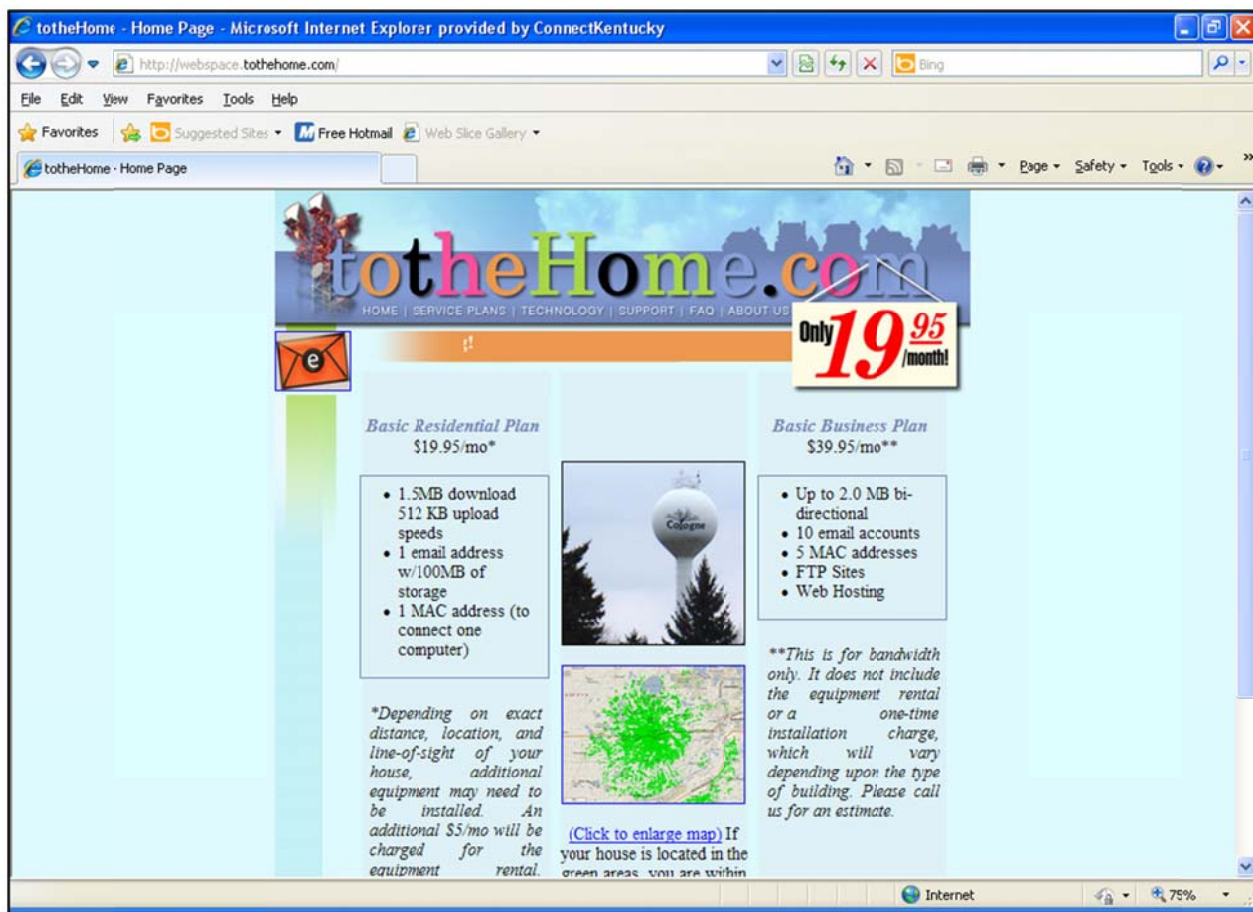 totheHome - Home Page - Microsoft Internet Explorer provided by ConnectKentucky
http://webspace.tothehome.com/
Bing
File Edit View Favorites Tools Help
Favorites Suggested Sites Free Hotmail Web Slice Gallery
totheHome - Home Page
Page Safety Tools
totheHome.com
HOME | SERVICE PLANS | TECHNOLOGY | SUPPORT | FAQ | ABOUT US
Only 19 95 /month!
e
Basic Residential Plan
$19.95/mo*
• 1.5MB download
512 KB upload
speeds
• 1 email address
w/100MB of
storage
• 1 MAC address (to
connect one
computer)
*Depending on exact
distance, location, and
line-of-sight of your
house, additional
equipment may need to
be installed. An
additional $5/mo will be
charged for the
equipment rental.
Cologne
(Click to enlarge map) If
your house is located in the
green areas, you are within
Basic Business Plan
$39.95/mo**
• Up to 2.0 MB bi-
directional
• 10 email accounts
• 5 MAC addresses
• FTP Sites
• Web Hosting
**This is for bandwidth
only. It does not include
the equipment rental
or a one-time
installation charge,
which will vary
depending upon the type
of building. Please call
us for an estimate.
Internet
75%